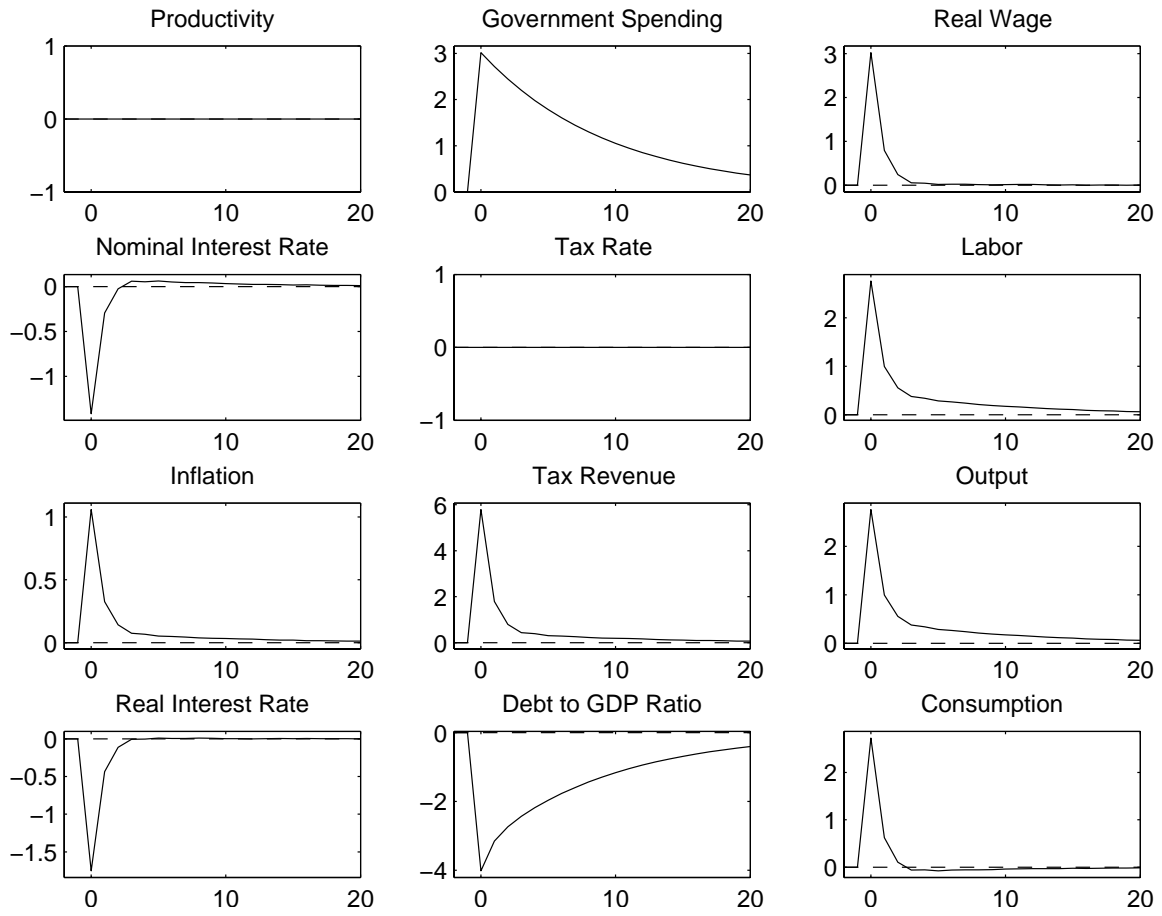 Productivity
1
0
−1
0 10 20
Government Spending
3
2
1
0
0 10 20
Real Wage
3
2
1
0
0 10 20
Nominal Interest Rate
0
−0.5
−1
0 10 20
Tax Rate
1
0
−1
0 10 20
Labor
2
1
0
0 10 20
Inflation
1
0.5
0
0 10 20
Tax Revenue
6
4
2
0
0 10 20
Output
2
1
0
0 10 20
Real Interest Rate
0
−0.5
−1
−1.5
0 10 20
Debt to GDP Ratio
0
−2
−4
0 10 20
Consumption
2
1
0
0 10 20